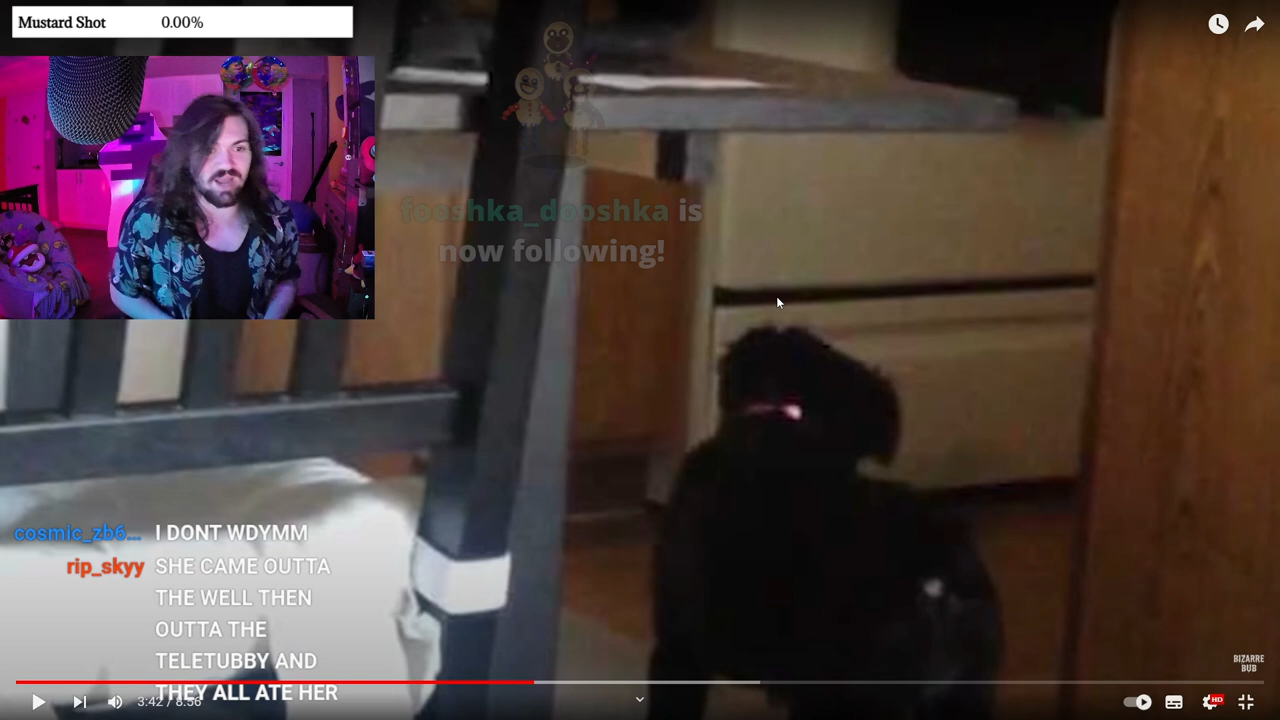 Mustard Shot 0.00%
fooshka_dooshka is
now following!
cosmic_zb6... I DONT WDYMM
rip_skyy SHE CAME OUTTA
THE WELL THEN
OUTTA THE
TELETUBBY AND
THEY ALL ATE HER
BIZARRE
BUB
3:42 / 8:56
HD